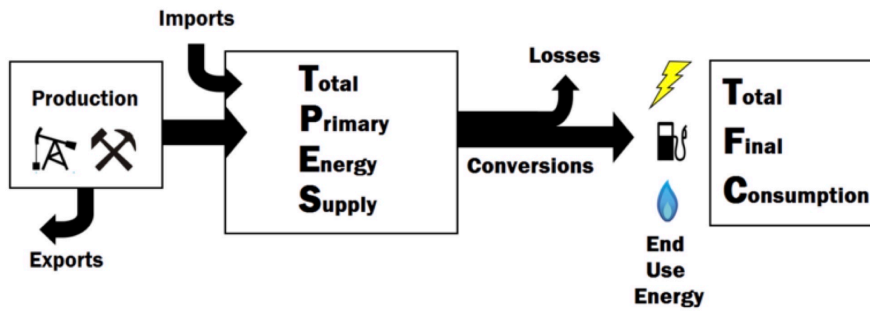 Imports
Production
Exports
Total
Primary
Energy
Supply
Losses
Conversions
End
Use
Energy
Total
Final
Consumption